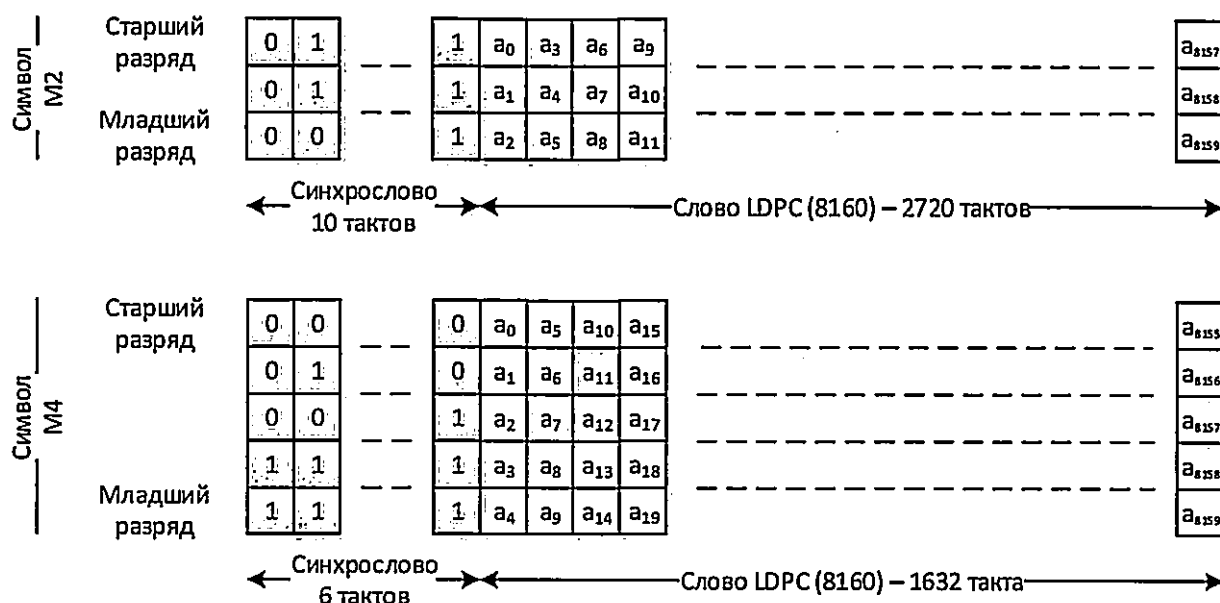 Символ
М2
Старший
разряд
Младший
разряд
0 1 1 a0 a3 a6 a9 a8157
0 1 1 a1 a4 a7 a10 a8158
0 0 1 a2 a5 a8 a11 a8159
Синхрослово
10 тактов
Слово LDPC (8160) – 2720 тактов
Символ
М4
Старший
разряд
Младший
разряд
0 0 0 a0 a5 a10 a15 a8155
0 1 0 a1 a6 a11 a16 a8156
0 0 1 a2 a7 a12 a17 a8157
1 1 1 a3 a8 a13 a18 a8158
1 1 1 a4 a9 a14 a19 a8159
Синхрослово
6 тактов
Слово LDPC (8160) – 1632 такта